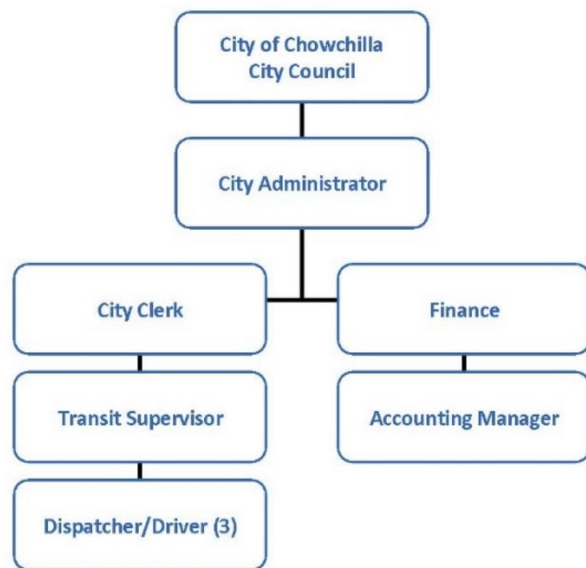 City of Chowchilla
City Council
City Administrator
City Clerk
Finance
Transit Supervisor
Accounting Manager
Dispatcher/Driver (3)